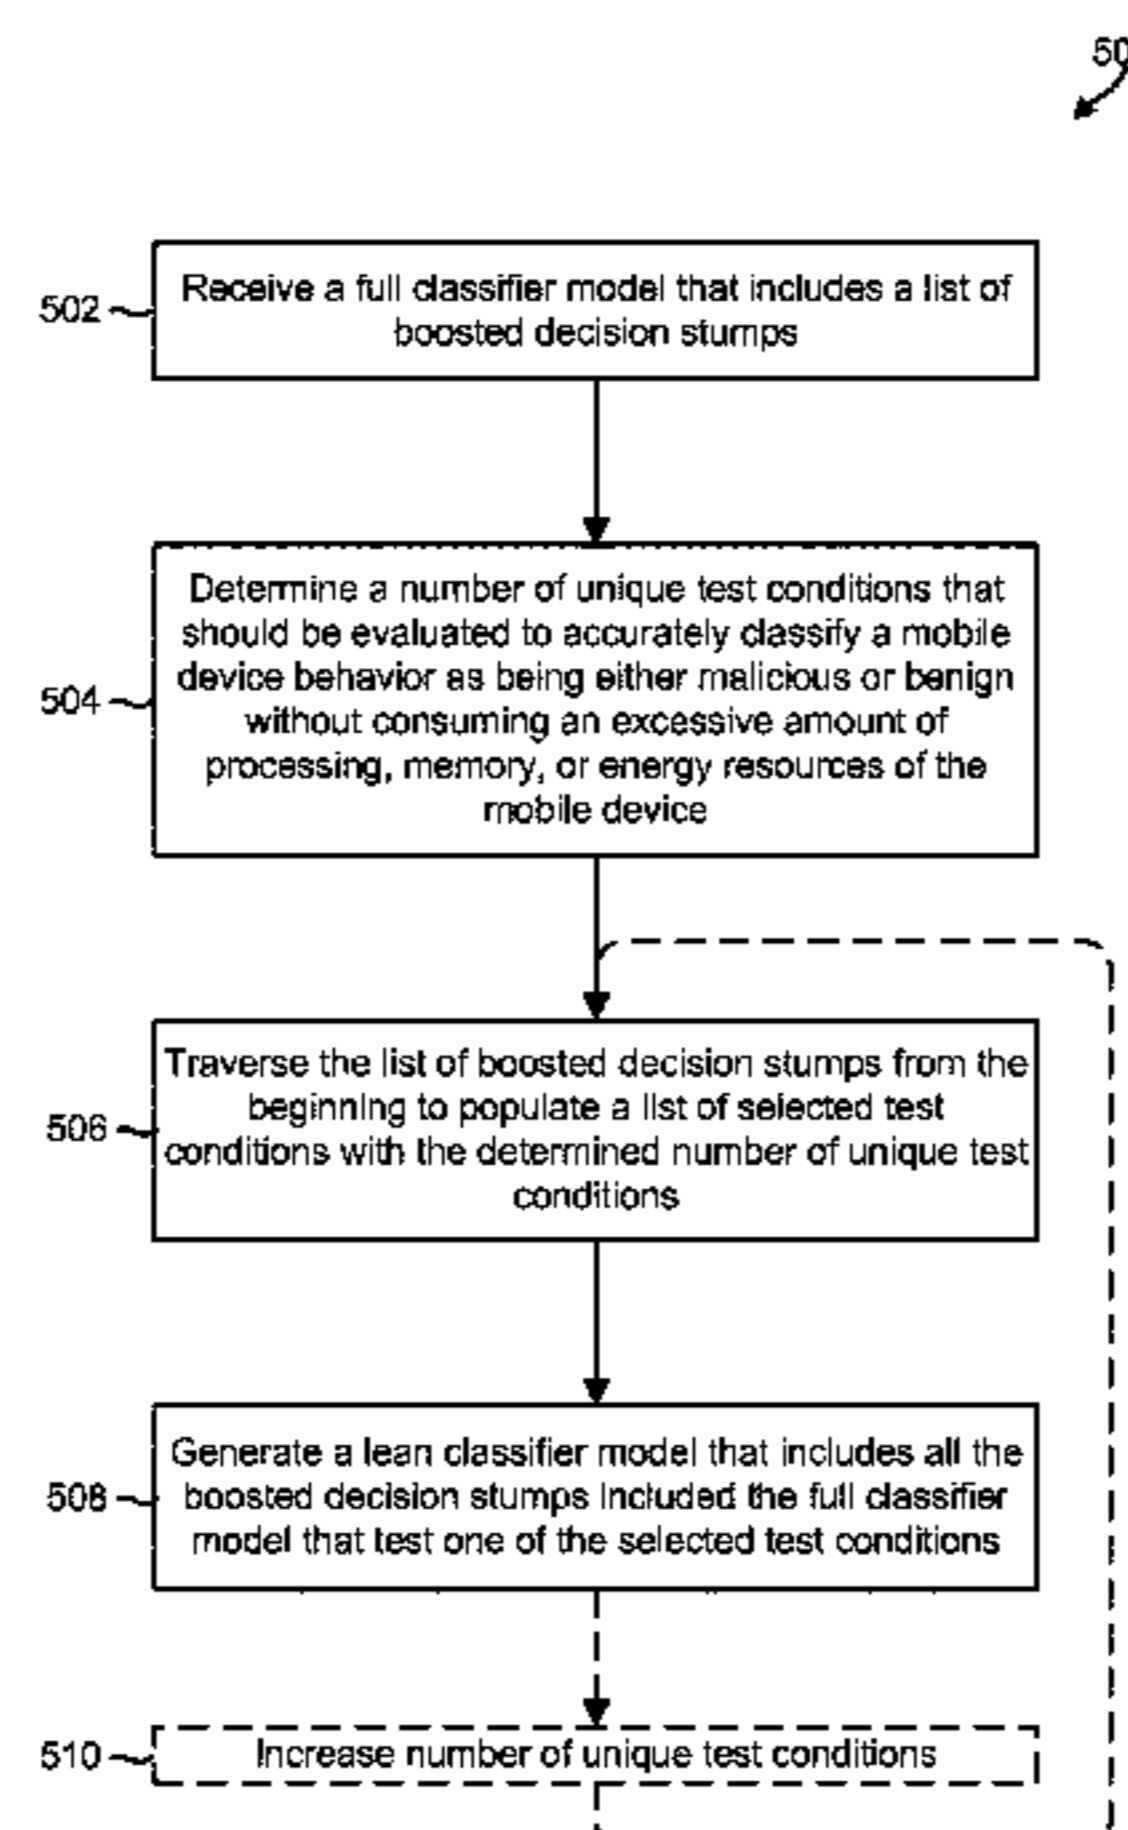 50
502
Receive a full classifier model that includes a list of
boosted decision stumps
504
Determine a number of unique test conditions that
should be evaluated to accurately classify a mobile
device behavior as being either malicious or benign
without consuming an excessive amount of
processing, memory, or energy resources of the
mobile device
506
Traverse the list of boosted decision stumps from the
beginning to populate a list of selected test
conditions with the determined number of unique test
conditions
508
Generate a lean classifier model that includes all the
boosted decision stumps included the full classifier
model that test one of the selected test conditions
510
Increase number of unique test conditions